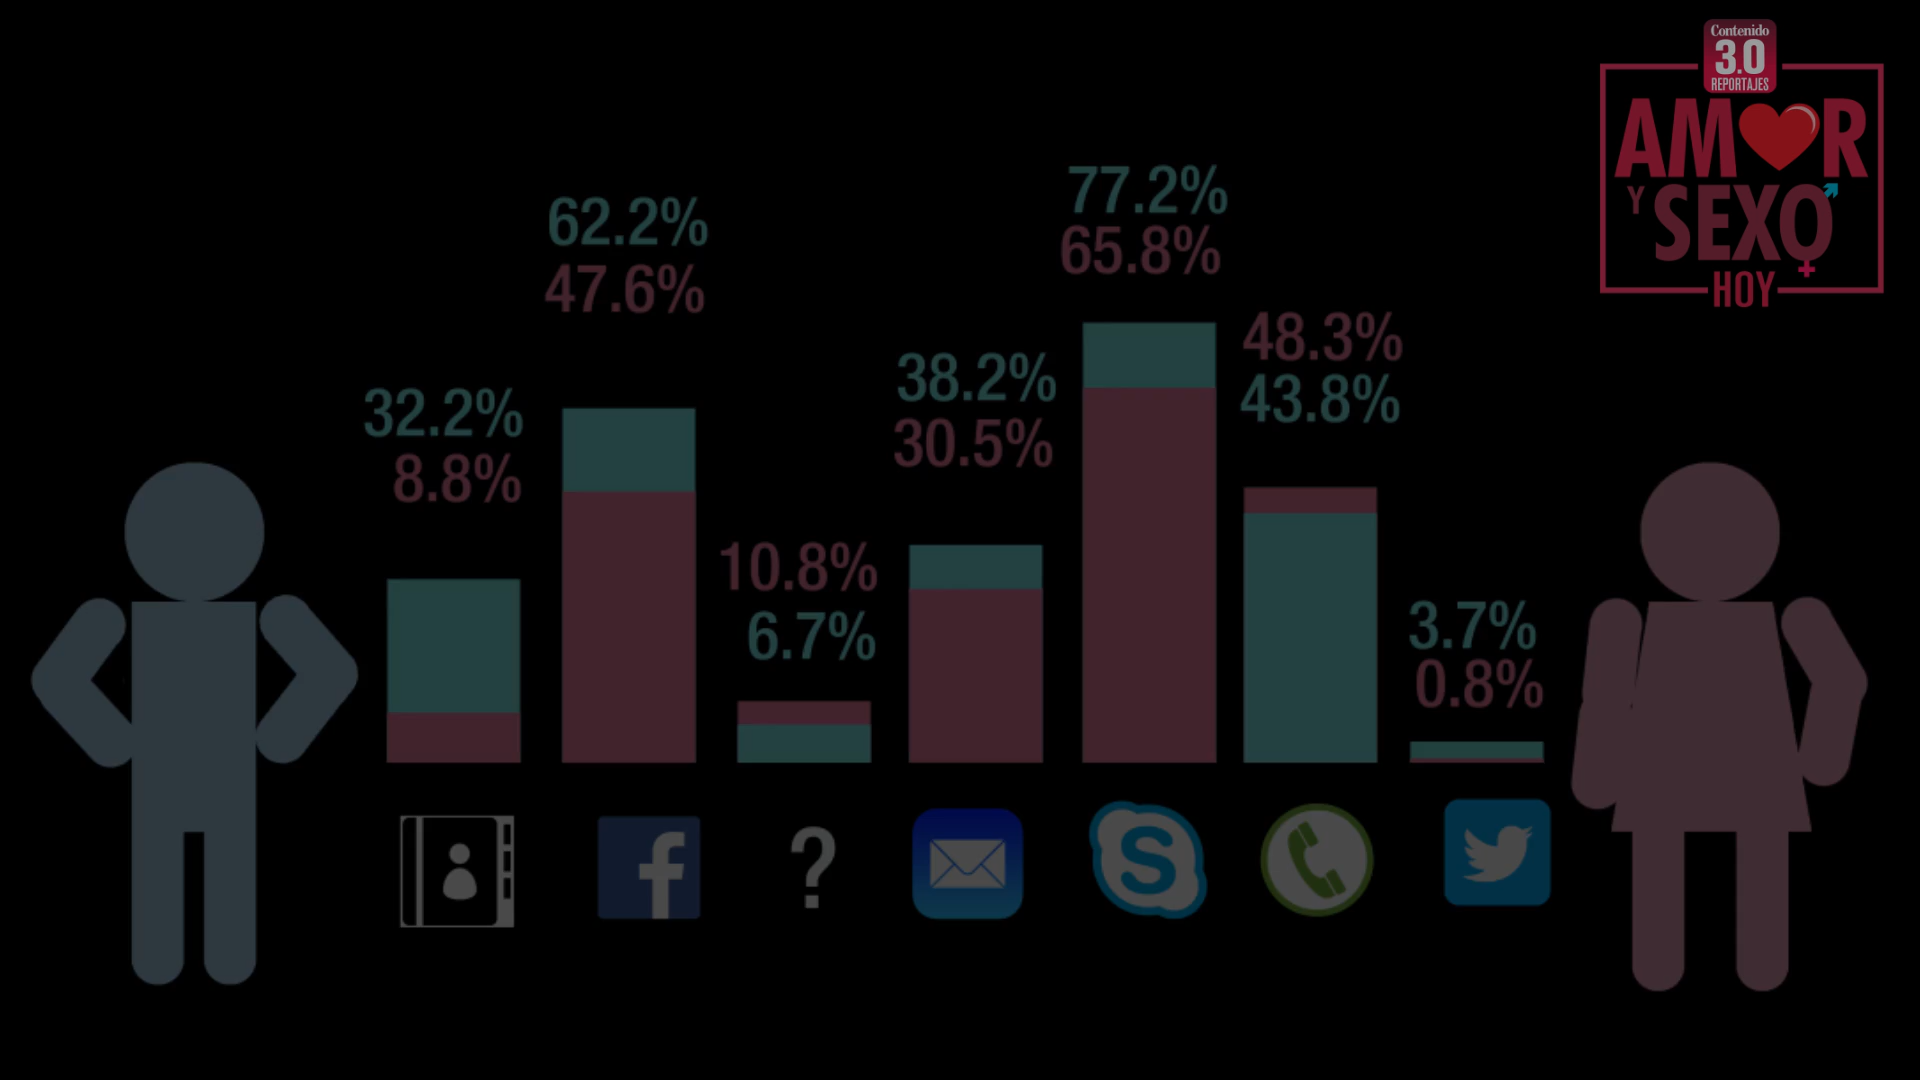 Contenido
3.0
REPORTAJES
AMOR
Y SEXO
HOY
62.2%
47.6%
77.2%
65.8%
32.2%
8.8%
10.8%
6.7%
38.2%
30.5%
48.3%
43.8%
3.7%
0.8%
f
?
S